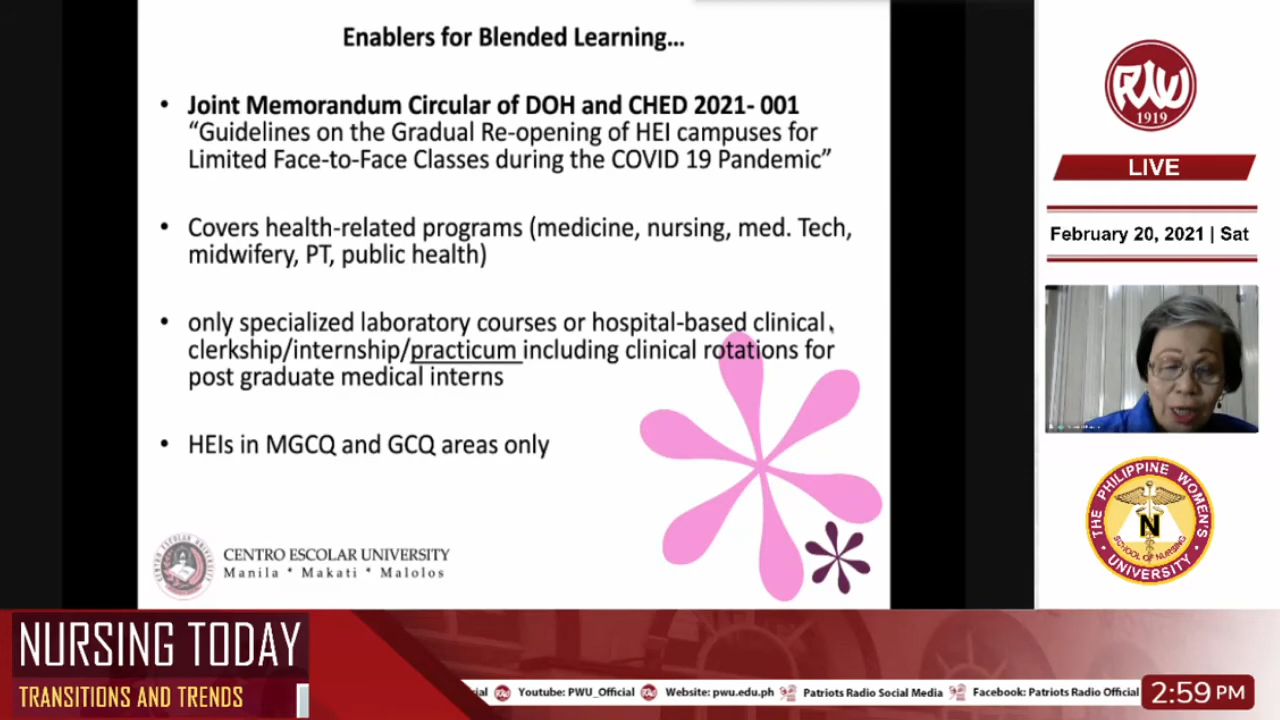 Enablers for Blended Learning...
• Joint Memorandum Circular of DOH and CHED 2021- 001
“Guidelines on the Gradual Re-opening of HEI campuses for
Limited Face-to-Face Classes during the COVID 19 Pandemic”
• Covers health-related programs (medicine, nursing, med. Tech,
midwifery, PT, public health)
• only specialized laboratory courses or hospital-based clinical,
clerkship/internship/practicum including clinical rotations for
post graduate medical interns
• HEIs in MGCQ and GCQ areas only
CENTRO ESCOLAR UNIVERSITY
Manila * Makati * Malolos
PWU
1919
LIVE
February 20, 2021 | Sat
THE PHILIPPINE WOMEN'S
UNIVERSITY
N
SCHOOL OF NURSING
NURSING TODAY
TRANSITIONS AND TRENDS
ial Youtube: PWU_Official Website: pwu.edu.ph Patriots Radio Social Media Facebook: Patriots Radio Official
2:59 PM